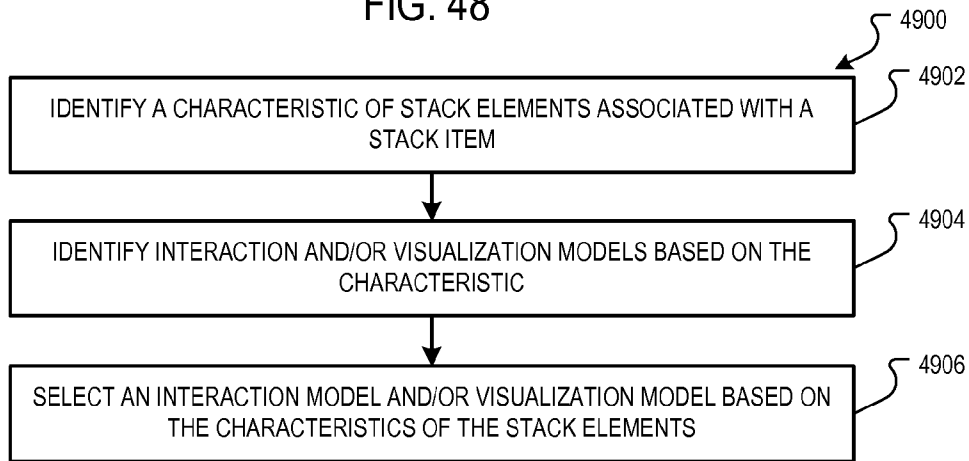 FIG. 48
4900
4902
IDENTIFY A CHARACTERISTIC OF STACK ELEMENTS ASSOCIATED WITH A
STACK ITEM
4904
IDENTIFY INTERACTION AND/OR VISUALIZATION MODELS BASED ON THE
CHARACTERISTIC
4906
SELECT AN INTERACTION MODEL AND/OR VISUALIZATION MODEL BASED ON
THE CHARACTERISTICS OF THE STACK ELEMENTS